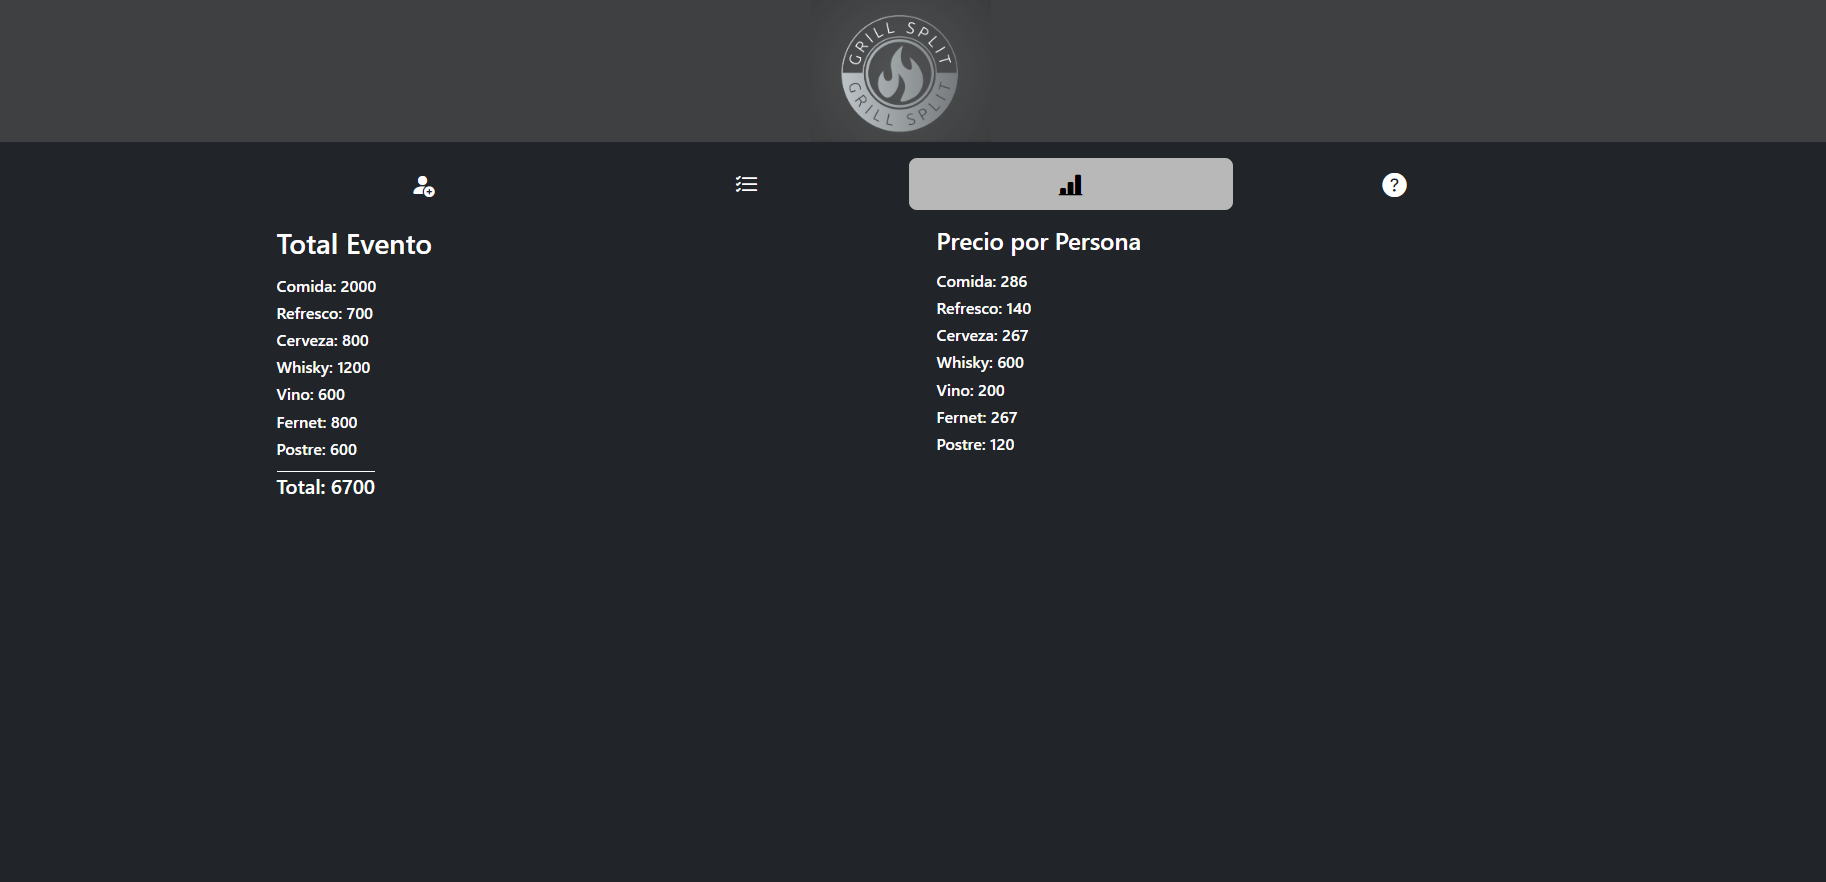 GRILL SPLIT
GRILL SPLIT
Total Evento
Comida: 2000
Refresco: 700
Cerveza: 800
Whisky: 1200
Vino: 600
Fernet: 800
Postre: 600
Total: 6700
Precio por Persona
Comida: 286
Refresco: 140
Cerveza: 267
Whisky: 600
Vino: 200
Fernet: 267
Postre: 120